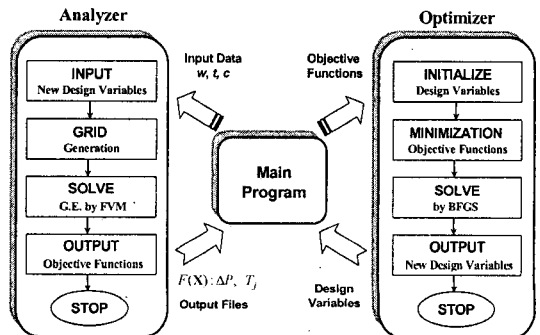 Analyzer
INPUT
New Design Variables
GRID
Generation
SOLVE
G.E. by FVM
OUTPUT
Objective Functions
STOP
Input Data
w, t, c
Objective
Functions
Main
Program
F(X) : ΔP, Tj
Output Files
Design
Variables
Optimizer
INITIALIZE
Design Variables
MINIMIZATION
Objective Functions
SOLVE
by BFGS
OUTPUT
New Design Variables
STOP